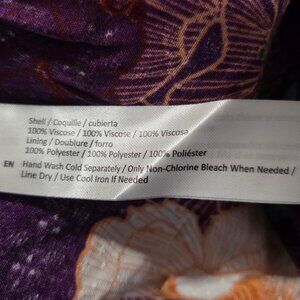 Shell / Coquille / cubierta
100% Viscose / 100% Viscose / 100% Viscosa
Lining / Doublure / forro
100% Polyester / 100% Polyester / 100% Poliéster
EN Hand Wash Cold Separately / Only Non-Chlorine Bleach When Needed /
Line Dry / Use Cool Iron If Needed